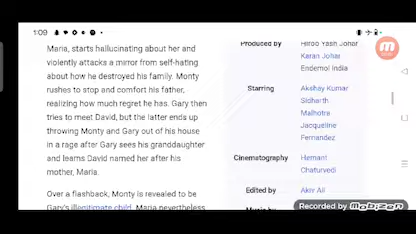 1:09
Maria, starts hallucinating about her and
violently attacks a mirror from self-hating
about how he destroyed his family. Monty
rushes to stop and comfort his father,
realizing how much regret he has. Gary then
tries to meet David, but the latter ends up
throwing Monty and Gary out of his house
in a rage after Gary sees his granddaughter
and learns David named her after his
mother, Maria.
Over a flashback, Monty is revealed to be
Gary's illegitimate child. Maria nevertheless
Produced by
Hiroo Yash Johar
Karan Johar
Endemol India
Starring
Akshay Kumar
Sidharth
Malhotra
Jacqueline
Fernandez
Cinematography
Hemant
Chaturvedi
Edited by
Akiv Ali
Music by
Recorded by mobizen